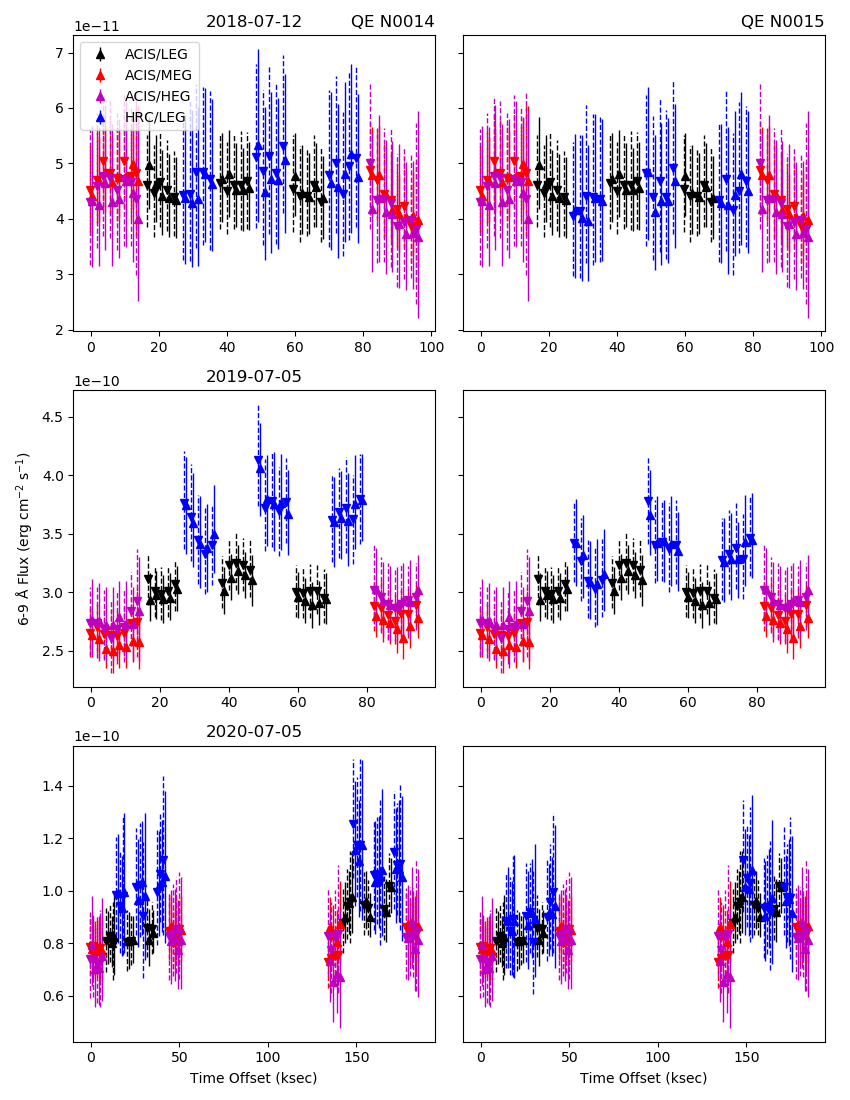 2018-07-12 QE N0014 QE N0015
1e−11
ACIS/LEG
ACIS/MEG
ACIS/HEG
HRC/LEG
7
6
5
4
3
2
0 20 40 60 80 100 0 20 40 60 80 100
2019-07-05
1e−10
4.5
4.0
3.5
3.0
2.5
6-9 Å Flux (erg cm−2 s−1)
0 20 40 60 80 0 20 40 60 80
2020-07-05
1e−10
1.4
1.2
1.0
0.8
0.6
0 50 100 150 0 50 100 150
Time Offset (ksec) Time Offset (ksec)